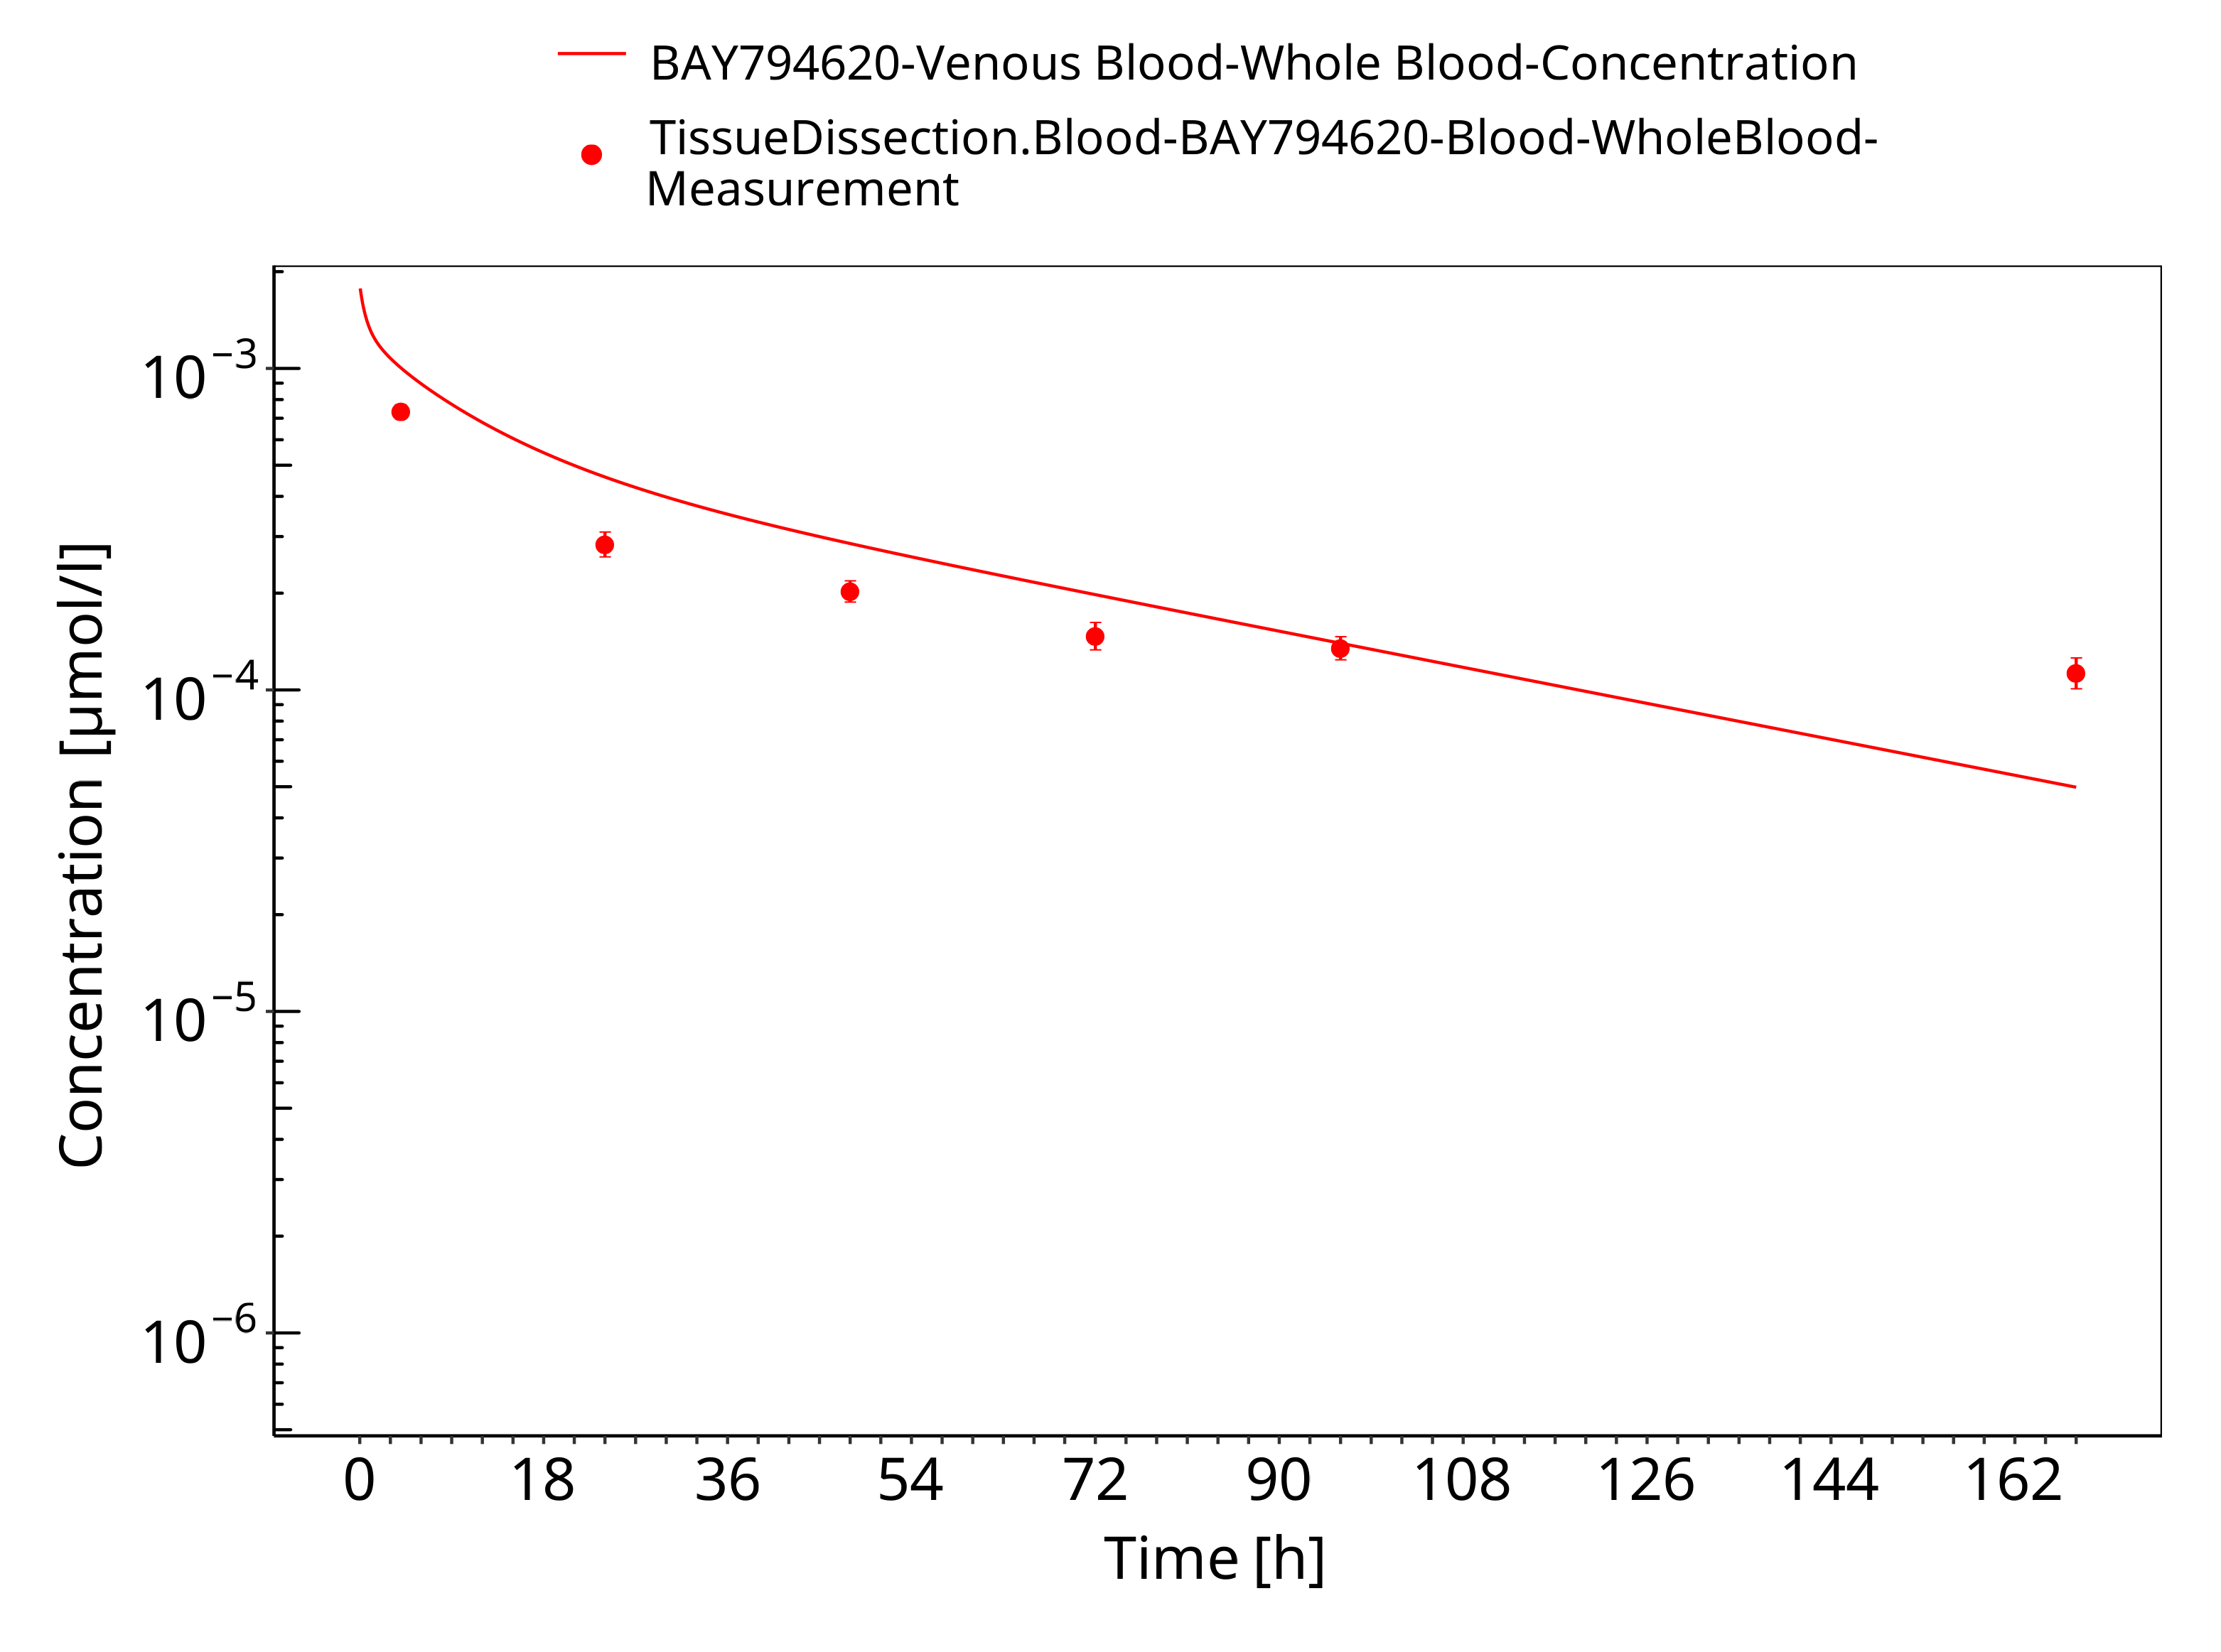 BAY794620-Venous Blood-Whole Blood-Concentration
TissueDissection.Blood-BAY794620-Blood-WholeBlood-
Measurement
Concentration [µmol/l]
10⁻³
10⁻⁴
10⁻⁵
10⁻⁶
0 18 36 54 72 90 108 126 144 162
Time [h]